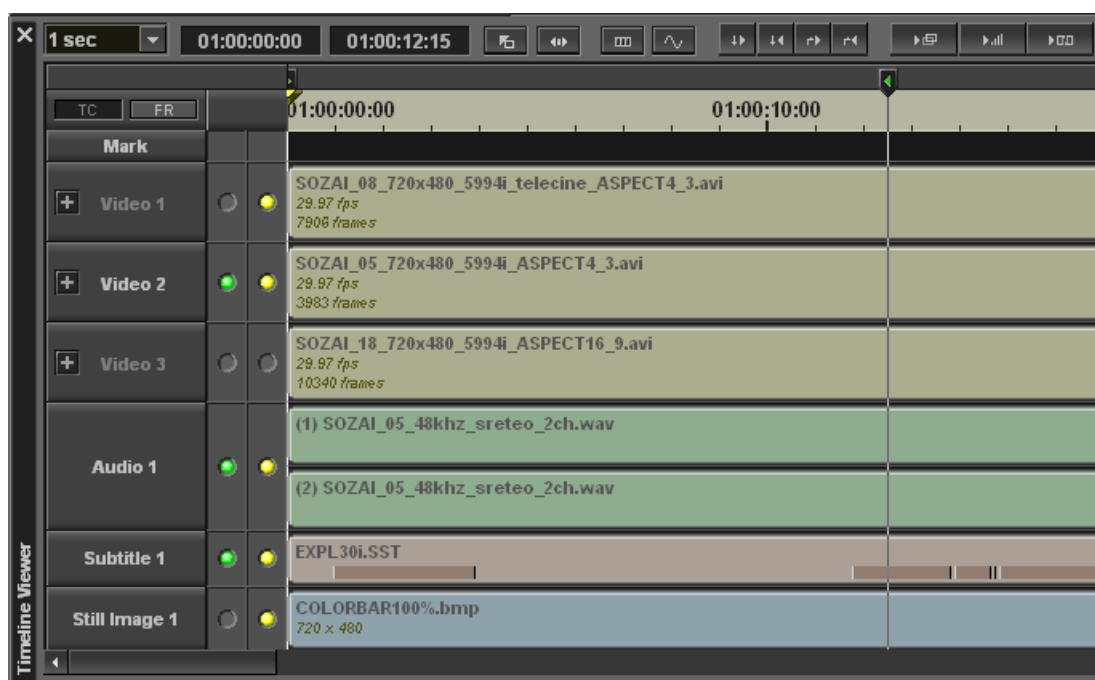 1 sec 01:00:00:00 01:00:12:15
TC FR 01:00:00:00 01:00:10:00
Mark
Video 1
SOZAI_08_720x480_5994i_telecine_ASPECT4_3.avi
29.97 fps
7906 frames
Video 2
SOZAI_05_720x480_5994i_ASPECT4_3.avi
29.97 fps
3983 frames
Video 3
SOZAI_18_720x480_5994i_ASPECT16_9.avi
29.97 fps
10340 frames
Audio 1
(1) SOZAI_05_48khz_sreteo_2ch.wav
(2) SOZAI_05_48khz_sreteo_2ch.wav
Subtitle 1
EXPL30i.SST
Still Image 1
COLORBAR100%.bmp
720 x 480
Timeline Viewer